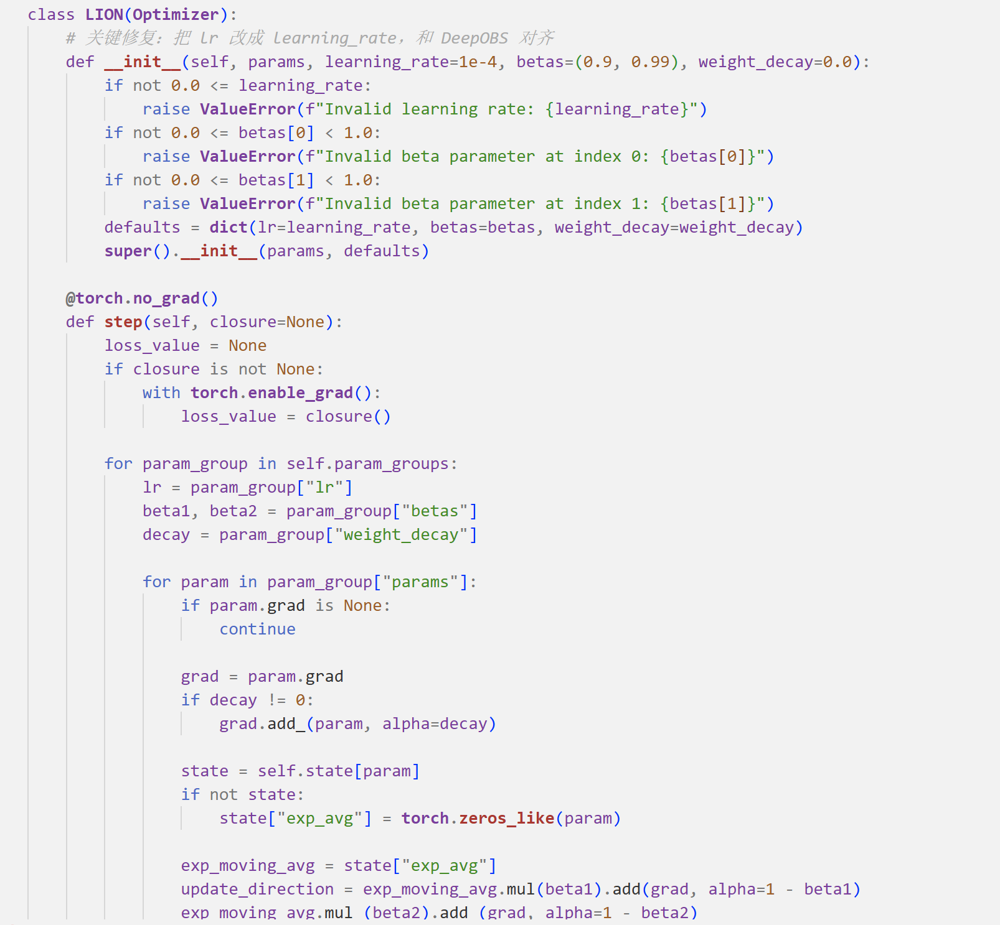 class LION(Optimizer):
    # 关键修复：把 lr 改成 learning_rate，和 DeepOBS 对齐
    def __init__(self, params, learning_rate=1e-4, betas=(0.9, 0.99), weight_decay=0.0):
        if not 0.0 <= learning_rate:
            raise ValueError(f"Invalid learning rate: {learning_rate}")
        if not 0.0 <= betas[0] < 1.0:
            raise ValueError(f"Invalid beta parameter at index 0: {betas[0]}")
        if not 0.0 <= betas[1] < 1.0:
            raise ValueError(f"Invalid beta parameter at index 1: {betas[1]}")
        defaults = dict(lr=learning_rate, betas=betas, weight_decay=weight_decay)
        super().__init__(params, defaults)

    @torch.no_grad()
    def step(self, closure=None):
        loss_value = None
        if closure is not None:
            with torch.enable_grad():
                loss_value = closure()

        for param_group in self.param_groups:
            lr = param_group["lr"]
            beta1, beta2 = param_group["betas"]
            decay = param_group["weight_decay"]

            for param in param_group["params"]:
                if param.grad is None:
                    continue

                grad = param.grad
                if decay != 0:
                    grad.add_(param, alpha=decay)

                state = self.state[param]
                if not state:
                    state["exp_avg"] = torch.zeros_like(param)

                exp_moving_avg = state["exp_avg"]
                update_direction = exp_moving_avg.mul(beta1).add(grad, alpha=1 - beta1)
                exp_moving_avg.mul_(beta2).add_(grad, alpha=1 - beta2)